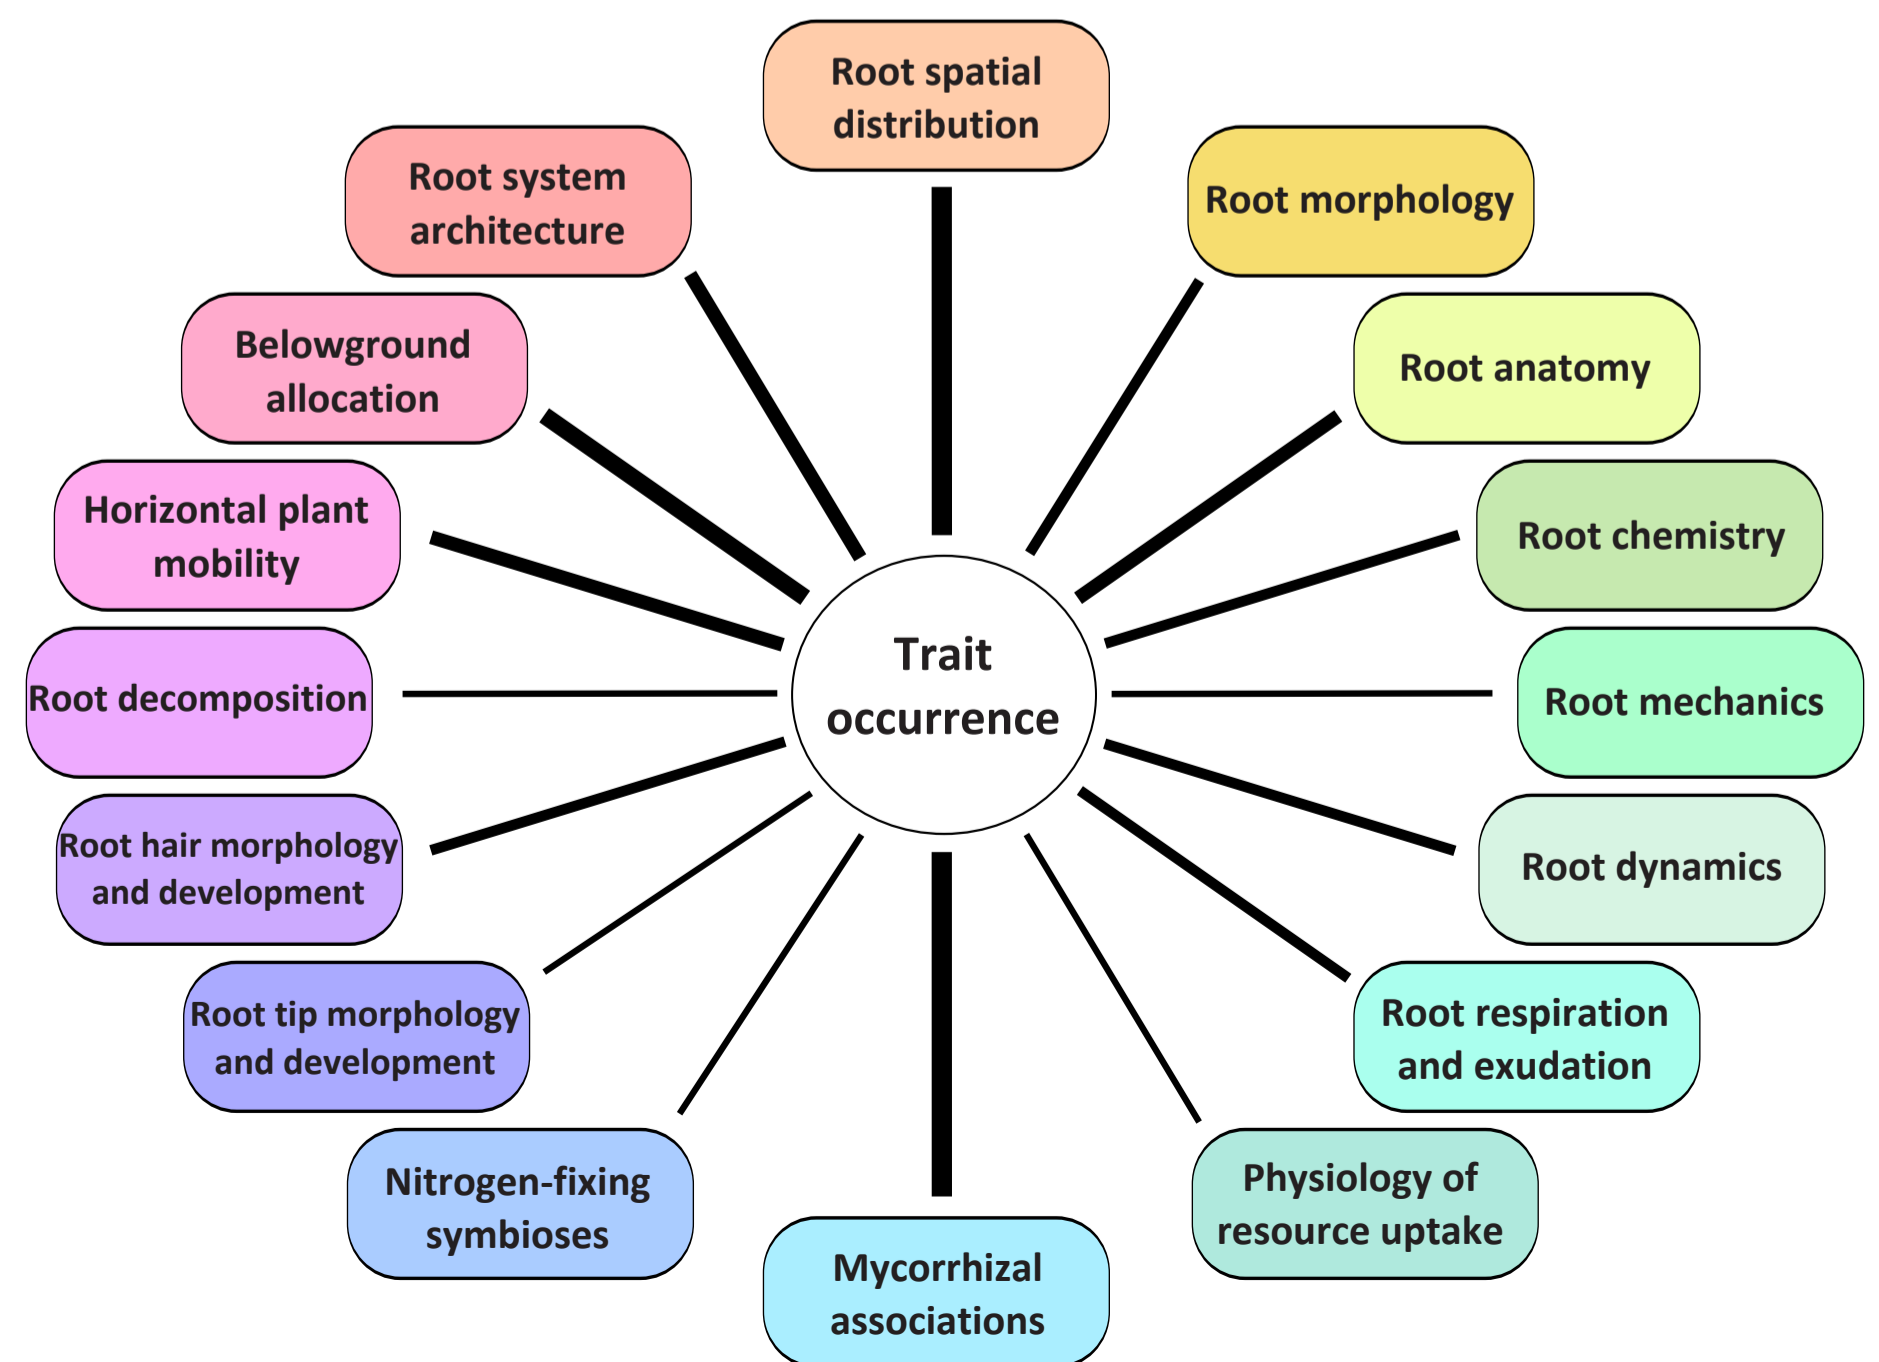 Root spatial
distribution
Root system
architecture
Root morphology
Belowground
allocation
Root anatomy
Horizontal plant
mobility
Root chemistry
Trait
occurrence
Root decomposition
Root mechanics
Root hair morphology
and development
Root dynamics
Root tip morphology
and development
Root respiration
and exudation
Nitrogen-fixing
symbioses
Physiology of
resource uptake
Mycorrhizal
associations